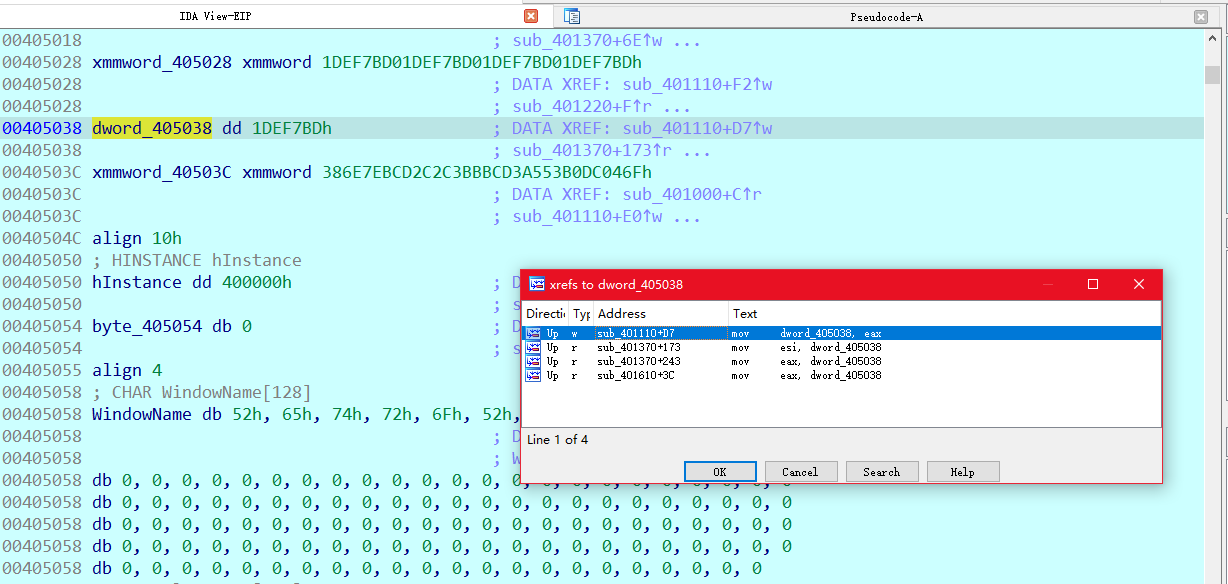 IDA View-EIP
Pseudocode-A
00405018 ; sub_401370+6E↑w ...
00405028 xmmword_405028 xmmword 1DEF7BD01DEF7BD01DEF7BD01DEF7BDh
00405028 ; DATA XREF: sub_401110+F2↑w
00405028 ; sub_401220+F↑r ...
00405038 dword_405038 dd 1DEF7BDh ; DATA XREF: sub_401110+D7↑w
00405038 ; sub_401370+173↑r ...
0040503C xmmword_40503C xmmword 386E7EBCD2C2C3BBBCD3A553B0DC046Fh
0040503C ; DATA XREF: sub_401000+C↑r
0040503C ; sub_401110+E0↑w ...
0040504C align 10h
00405050 ; HINSTANCE hInstance
00405050 hInstance dd 400000h ; D
00405050 ; s
00405054 byte_405054 db 0 ; D
00405054 ; s
00405055 align 4
00405058 ; CHAR WindowName[128]
00405058 WindowName db 52h, 65h, 74h, 72h, 6Fh, 52h,
00405058 ; D
00405058 ; W
00405058 db 0, 0, 0, 0, 0, 0, 0, 0, 0, 0, 0, 0, 0, 0, 0, 0, 0, 0, 0, 0, 0, 0, 0, 0
00405058 db 0, 0, 0, 0, 0, 0, 0, 0, 0, 0, 0, 0, 0, 0, 0, 0, 0, 0, 0, 0, 0, 0, 0, 0
00405058 db 0, 0, 0, 0, 0, 0, 0, 0, 0, 0, 0, 0, 0, 0, 0, 0, 0, 0, 0, 0, 0, 0, 0, 0
00405058 db 0, 0, 0, 0, 0, 0, 0, 0, 0, 0, 0, 0, 0, 0, 0, 0, 0, 0, 0, 0, 0, 0, 0, 0
00405058 db 0, 0, 0, 0, 0, 0, 0, 0, 0, 0, 0, 0, 0, 0, 0, 0, 0, 0, 0, 0, 0, 0, 0
xrefs to dword_405038
Directi Typ Address Text
Up w sub_401110+D7 mov dword_405038, eax
Up r sub_401370+173 mov esi, dword_405038
Up r sub_401370+243 mov eax, dword_405038
Up r sub_401610+3C mov eax, dword_405038
Line 1 of 4
OK Cancel Search Help